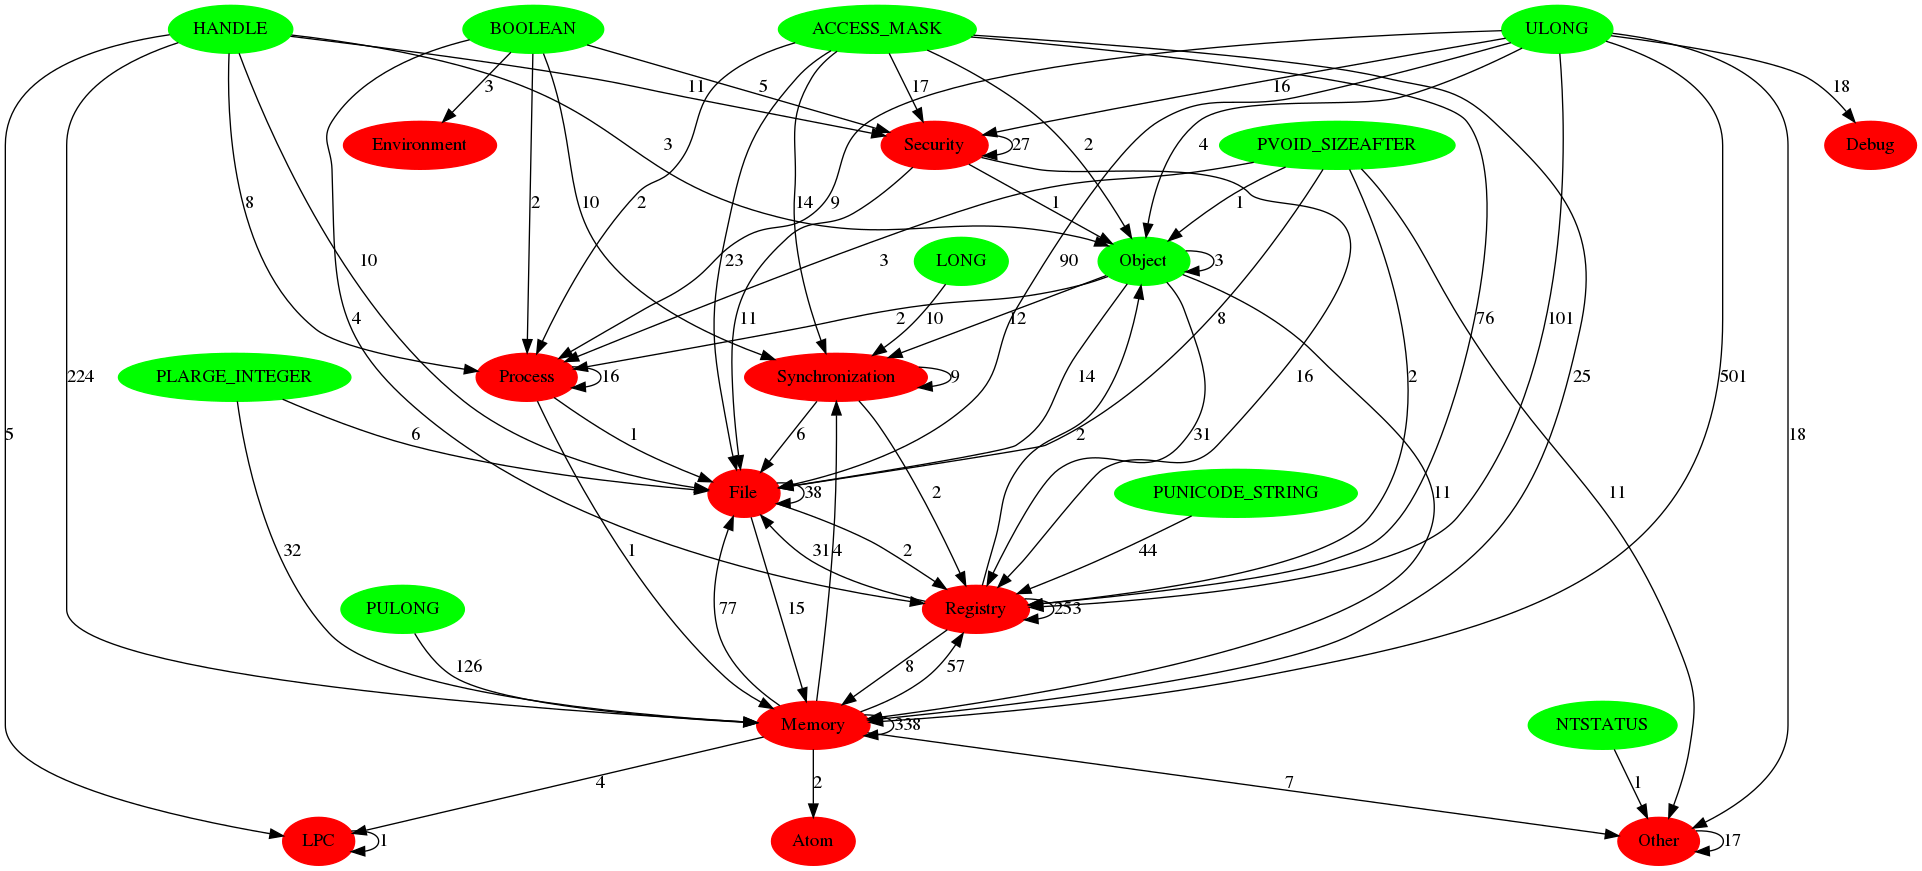 HANDLE BOOLEAN ACCESS_MASK ULONG
3 11 5 17 16 18
Environment Security 27 3 2 4 PVOID_SIZEAFTER Debug
8 2 10 2 14 9 1 1
10 23 LONG 3 90 Object 3
4 11 2 10 12 8 76 101
224 PLARGE_INTEGER Process 16 Synchronization 9 14 16 2 25 501
5 6 1 6 2 31 11 11 18
File 38 2 PUNICODE_STRING
32 1 31 4 2 44
PULONG 77 15 Registry 253
126 8 57
Memory 338 NTSTATUS
4 2 7 1
LPC 1 Atom Other 17